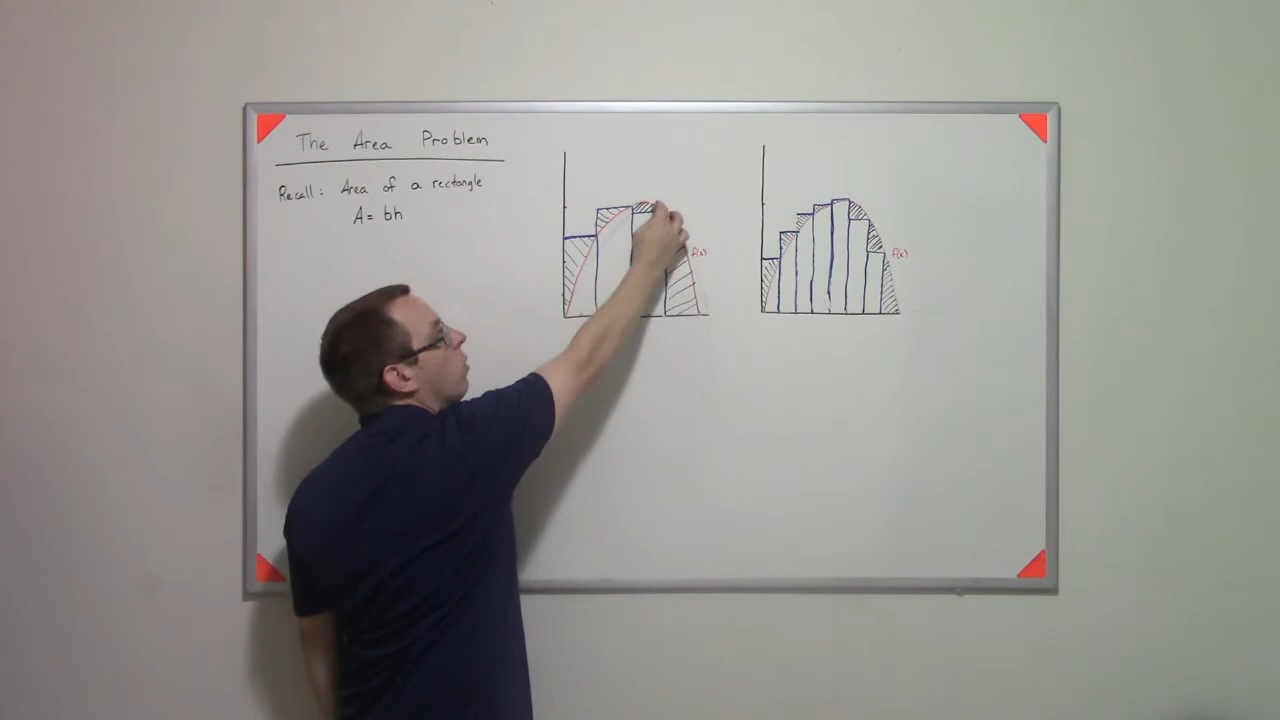 The Area Problem
Recall: Area of a rectangle
A = bh
f(x)
f(x)